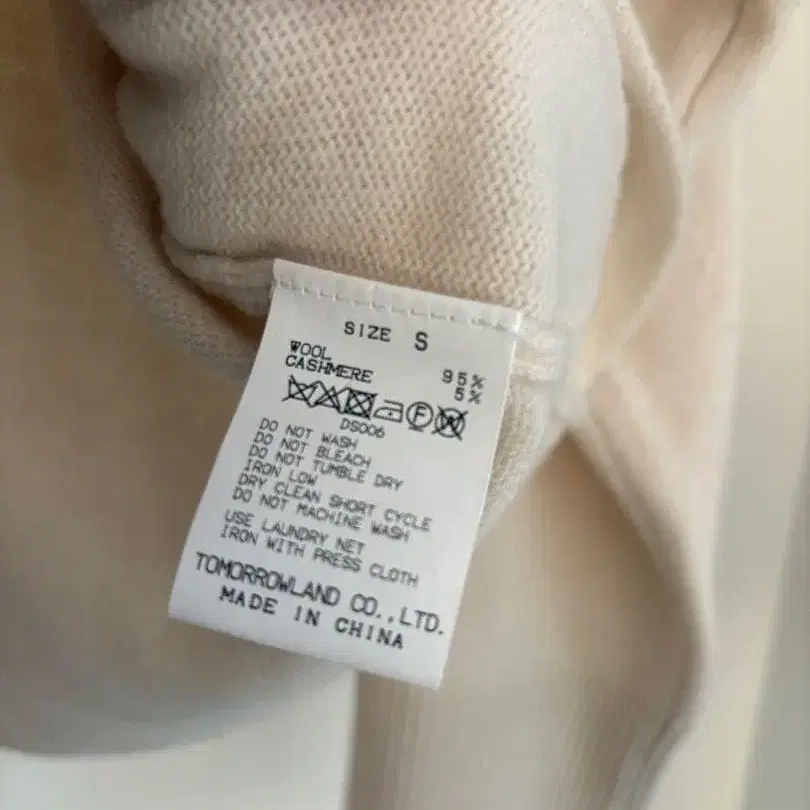 SIZE S
WOOL 95%
CASHMERE 5%
F W
DS006
DO NOT WASH
DO NOT BLEACH
DO NOT TUMBLE DRY
IRON LOW
DRY CLEAN SHORT CYCLE
DO NOT MACHINE WASH
USE LAUNDRY NET
IRON WITH PRESS CLOTH
TOMORROWLAND CO.,LTD.
MADE IN CHINA